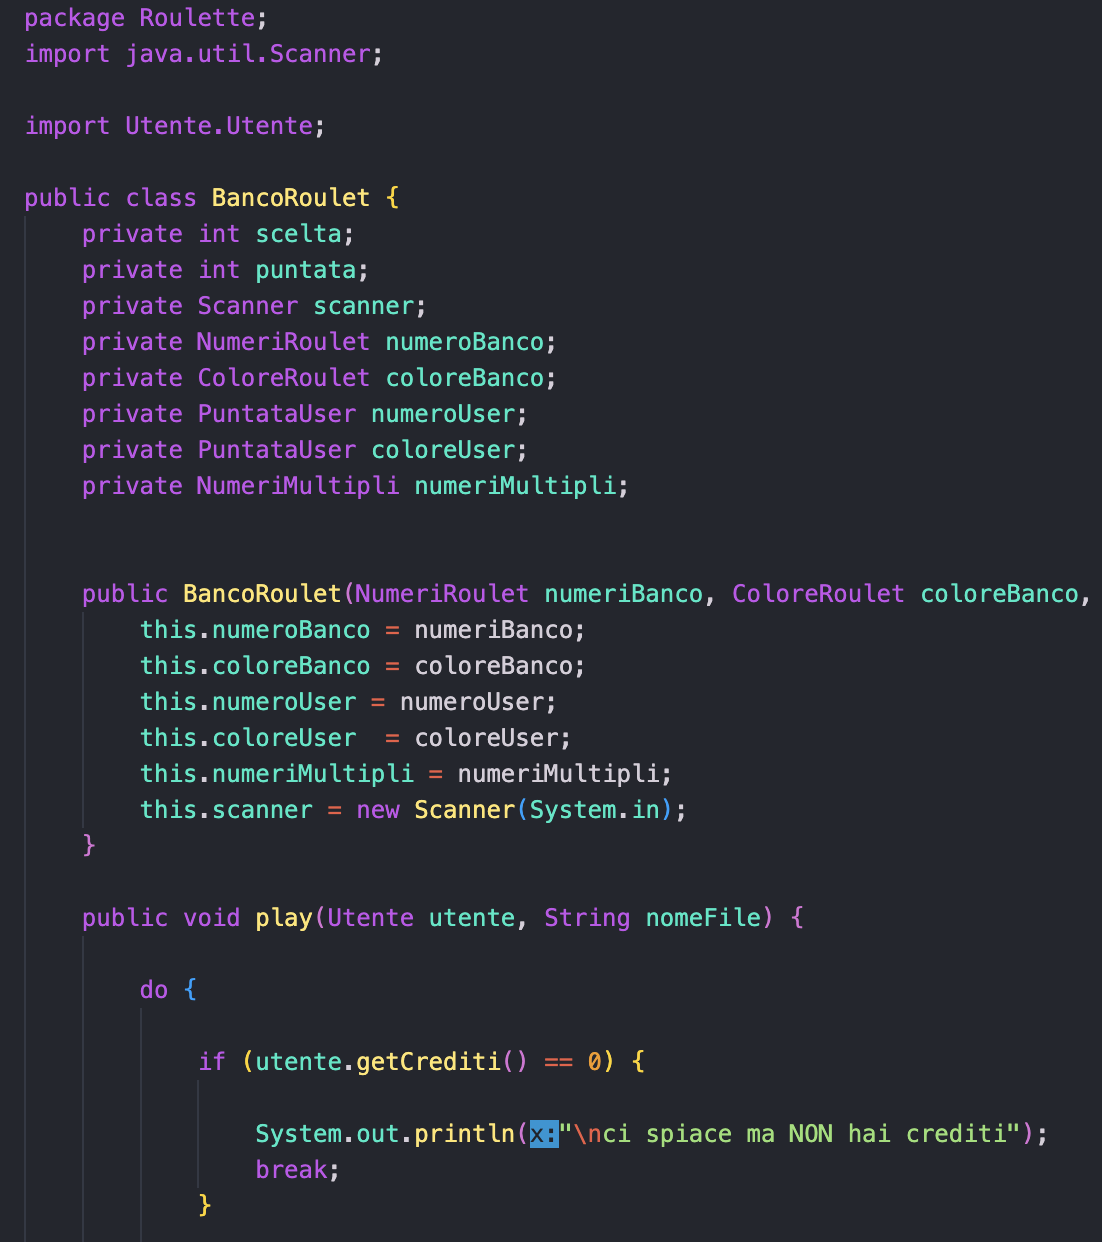 package Roulette;
import java.util.Scanner;
import Utente.Utente;
public class BancoRoulet {
private int scelta;
private int puntata;
private Scanner scanner;
private NumeriRoulet numeroBanco;
private ColoreRoulet coloreBanco;
private PuntataUser numeroUser;
private PuntataUser coloreUser;
private NumeriMultipli numeriMultipli;
public BancoRoulet(NumeriRoulet numeriBanco, ColoreRoulet coloreBanco,
this.numeroBanco = numeriBanco;
this.coloreBanco = coloreBanco;
this.numeroUser = numeroUser;
this.coloreUser  = coloreUser;
this.numeriMultipli = numeriMultipli;
this.scanner = new Scanner(System.in);
}
public void play(Utente utente, String nomeFile) {
do {
if (utente.getCrediti() == 0) {
System.out.println(x:"\nci spiace ma NON hai crediti");
break;
}